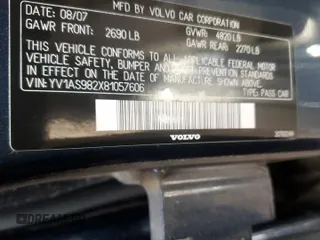 08/07 MFD BY VOLVO CAR CORPORATION
GAWR FRONT 2690 LB GVWR: 4820 LB
GAWR REAR 2270 LB
THIS VEHICLE CONFORMS TO ALL APPLICABLE FEDERAL MOTOR
VEHICLE SAFETY, BUMPER AND THEFT PREVENTION STANDARDS IN
EFFECT ON THE DATE OF MANUFACTURE SHOWN ABOVE.
VIN: YV1AS982X81057606 TYPE: PASS CAR
VOLVO